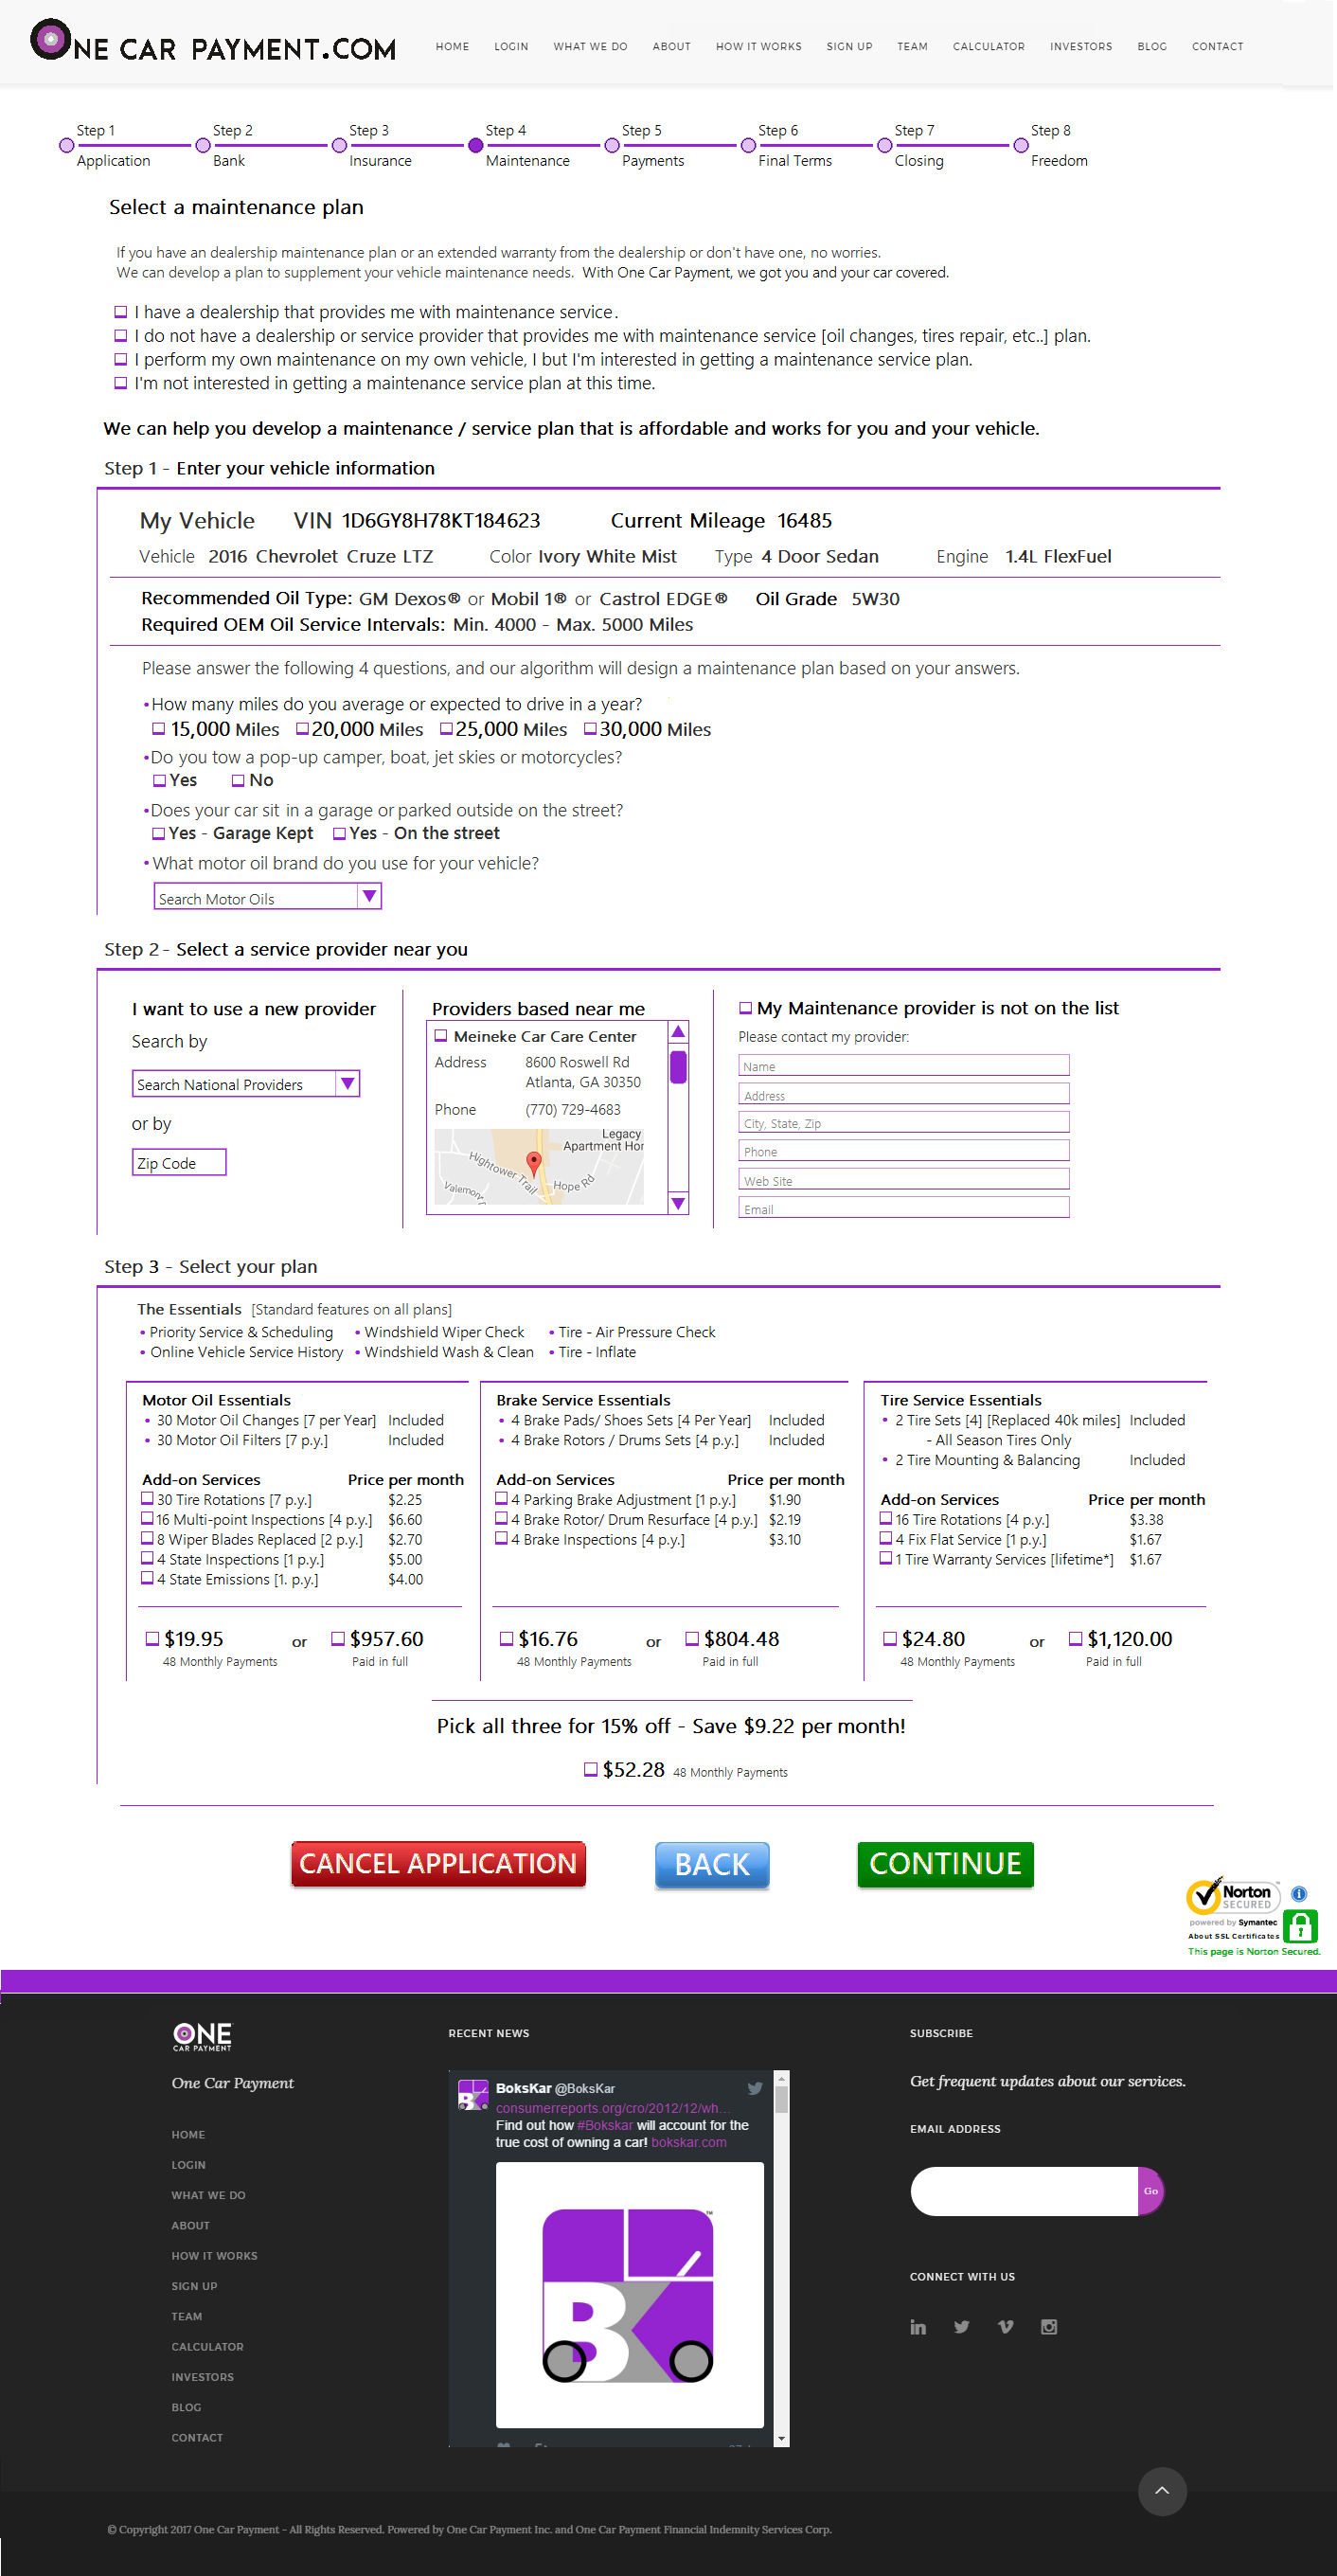 ONE CAR PAYMENT.COM
HOME LOGIN WHAT WE DO ABOUT HOW IT WORKS SIGN UP TEAM CALCULATOR INVESTORS BLOG CONTACT
Step 1 Step 2 Step 3 Step 4 Step 5 Step 6 Step 7 Step 8
Application Bank Insurance Maintenance Payments Final Terms Closing Freedom
Select a maintenance plan
If you have an dealership maintenance plan or an extended warranty from the dealership or don't have one, no worries.
We can develop a plan to supplement your vehicle maintenance needs. With One Car Payment, we got you and your car covered.
I have a dealership that provides me with maintenance service.
I do not have a dealership or service provider that provides me with maintenance service [oil changes, tires repair, etc..] plan.
I perform my own maintenance on my own vehicle, I but I'm interested in getting a maintenance service plan.
I'm not interested in getting a maintenance service plan at this time.
We can help you develop a maintenance / service plan that is affordable and works for you and your vehicle.
Step 1 - Enter your vehicle information
My Vehicle VIN 1D6GY8H78KT184623 Current Mileage 16485
Vehicle 2016 Chevrolet Cruze LTZ Color Ivory White Mist Type 4 Door Sedan Engine 1.4L FlexFuel
Recommended Oil Type: GM Dexos® or Mobil 1® or Castrol EDGE® Oil Grade 5W30
Required OEM Oil Service Intervals: Min. 4000 - Max. 5000 Miles
Please answer the following 4 questions, and our algorithm will design a maintenance plan based on your answers.
•How many miles do you average or expected to drive in a year?
15,000 Miles 20,000 Miles 25,000 Miles 30,000 Miles
•Do you tow a pop-up camper, boat, jet skies or motorcycles?
Yes No
•Does your car sit in a garage or parked outside on the street?
Yes - Garage Kept Yes - On the street
•What motor oil brand do you use for your vehicle?
Search Motor Oils
Step 2 - Select a service provider near you
I want to use a new provider
Search by
Search National Providers
or by
Zip Code
Providers based near me
Meineke Car Care Center
Address 8600 Roswell Rd
Atlanta, GA 30350
Phone (770) 729-4683
Legacy
Apartment Hor
Hightower Trail
Hope Rd
Valemon
My Maintenance provider is not on the list
Please contact my provider:
Name
Address
City, State, Zip
Phone
Web Site
Email
Step 3 - Select your plan
The Essentials [Standard features on all plans]
• Priority Service & Scheduling • Windshield Wiper Check • Tire - Air Pressure Check
• Online Vehicle Service History • Windshield Wash & Clean • Tire - Inflate
Motor Oil Essentials
• 30 Motor Oil Changes [7 per Year] Included
• 30 Motor Oil Filters [7 p.y.] Included
Add-on Services Price per month
30 Tire Rotations [7 p.y.] $2.25
16 Multi-point Inspections [4 p.y.] $6.60
8 Wiper Blades Replaced [2 p.y.] $2.70
4 State Inspections [1 p.y.] $5.00
4 State Emissions [1. p.y.] $4.00
$19.95 or $957.60
48 Monthly Payments Paid in full
Brake Service Essentials
• 4 Brake Pads/ Shoes Sets [4 Per Year] Included
• 4 Brake Rotors / Drums Sets [4 p.y.] Included
Add-on Services Price per month
4 Parking Brake Adjustment [1 p.y.] $1.90
4 Brake Rotor/ Drum Resurface [4 p.y.] $2.19
4 Brake Inspections [4 p.y.] $3.10
$16.76 or $804.48
48 Monthly Payments Paid in full
Tire Service Essentials
• 2 Tire Sets [4] [Replaced 40k miles] Included
- All Season Tires Only
• 2 Tire Mounting & Balancing Included
Add-on Services Price per month
16 Tire Rotations [4 p.y.] $3.38
4 Fix Flat Service [1 p.y.] $1.67
1 Tire Warranty Services [lifetime*] $1.67
$24.80 or $1,120.00
48 Monthly Payments Paid in full
Pick all three for 15% off - Save $9.22 per month!
$52.28 48 Monthly Payments
CANCEL APPLICATION BACK CONTINUE
Norton
SECURED
powered by Symantec
About SSL Certificates
This page is Norton Secured.
ONE
CAR PAYMENT
One Car Payment
HOME
LOGIN
WHAT WE DO
ABOUT
HOW IT WORKS
SIGN UP
TEAM
CALCULATOR
INVESTORS
BLOG
CONTACT
RECENT NEWS
BoksKar @BoksKar
consumerreports.org/cro/2012/12/wh...
Find out how #Bokskar will account for the
true cost of owning a car! bokskar.com
BK
SUBSCRIBE
Get frequent updates about our services.
EMAIL ADDRESS
Go
CONNECT WITH US
© Copyright 2017 One Car Payment - All Rights Reserved. Powered by One Car Payment Inc. and One Car Payment Financial Indemnity Services Corp.